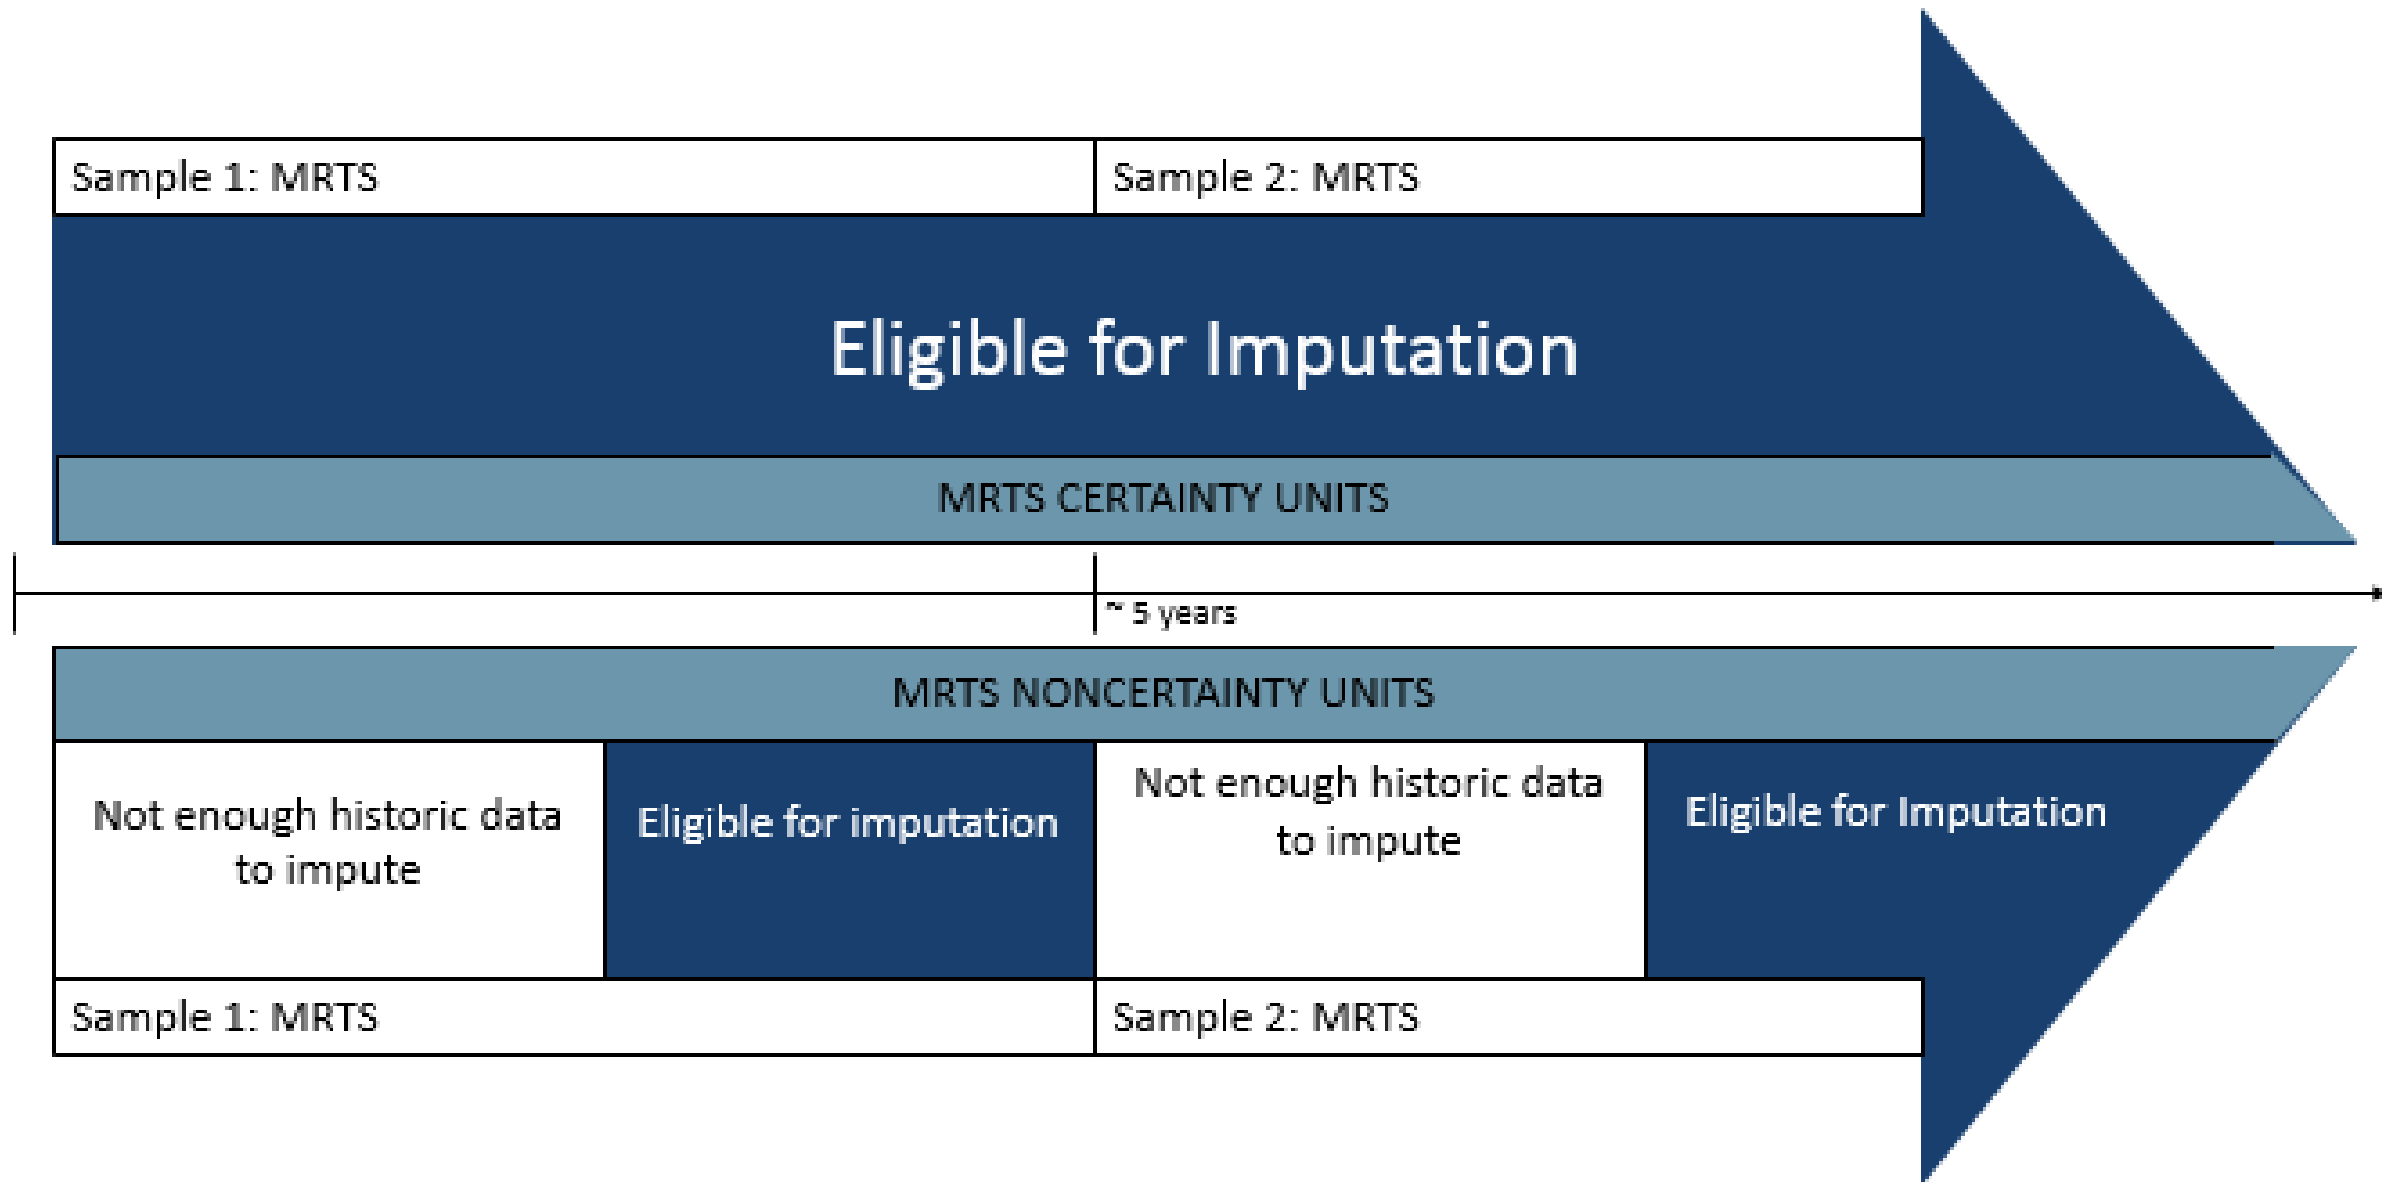 Sample 1: MRTS
Sample 2: MRTS
Eligible for Imputation
MRTS CERTAINTY UNITS
~ 5 years
MRTS NONCERTAINTY UNITS
Not enough historic data
to impute
Eligible for imputation
Not enough historic data
to impute
Eligible for Imputation
Sample 1: MRTS
Sample 2: MRTS